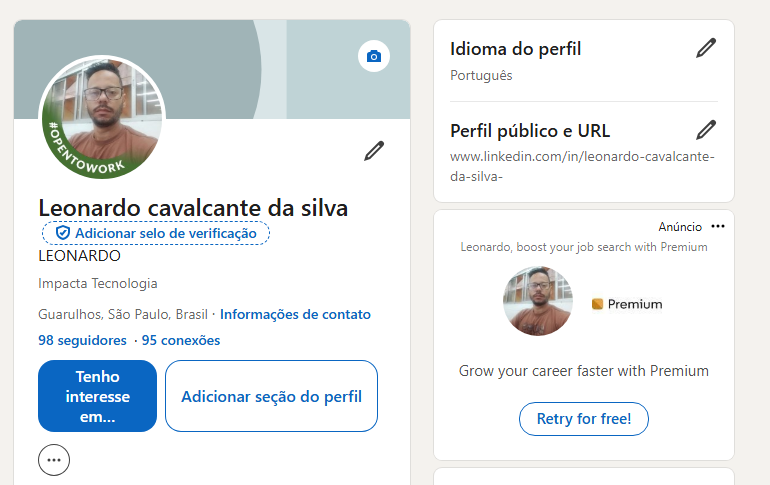 #OPENTOWORK
Leonardo cavalcante da silva
Adicionar selo de verificação
LEONARDO
Impacta Tecnologia
Guarulhos, São Paulo, Brasil · Informações de contato
98 seguidores · 95 conexões
Tenho
interesse
em...
Adicionar seção do perfil
Idioma do perfil
Português
Perfil público e URL
www.linkedin.com/in/leonardo-cavalcante-
da-silva-
Anúncio
Leonardo, boost your job search with Premium
Premium
Grow your career faster with Premium
Retry for free!